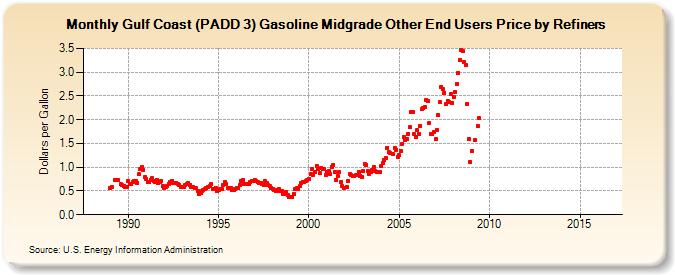 Monthly Gulf Coast (PADD 3) Gasoline Midgrade Other End Users Price by Refiners
Dollars per Gallon
3.5
3.0
2.5
2.0
1.5
1.0
0.5
0.0
1990 1995 2000 2005 2010 2015
Source: U.S. Energy Information Administration